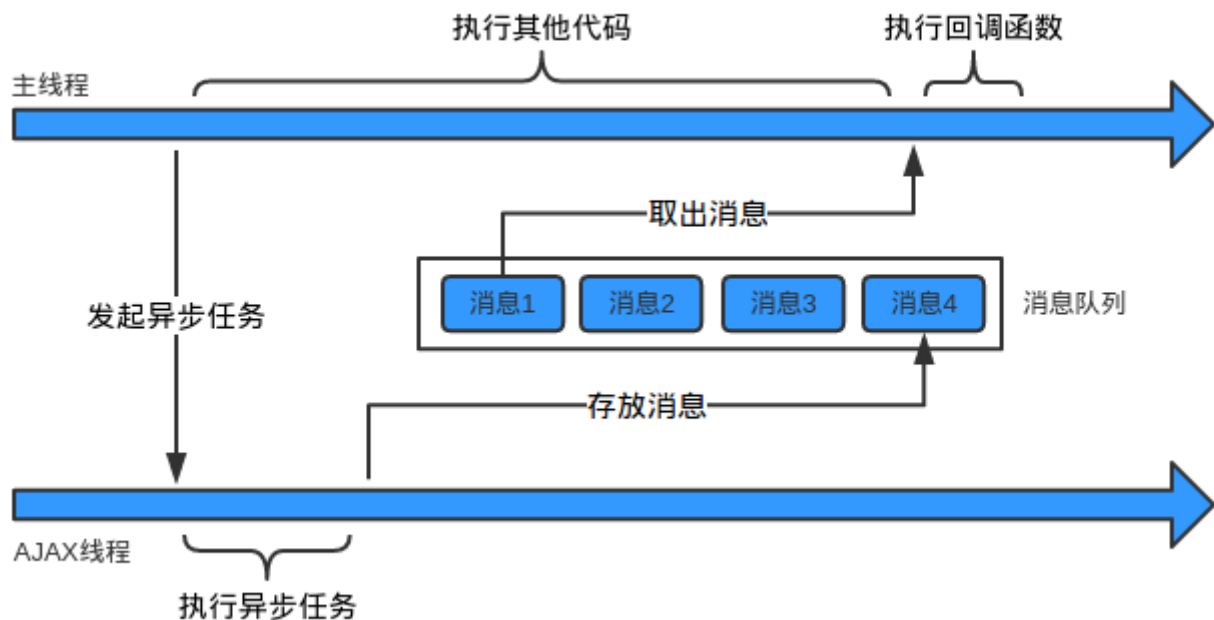 执行其他代码
执行回调函数
主线程
取出消息
消息1
消息2
消息3
消息4
消息队列
发起异步任务
存放消息
AJAX线程
执行异步任务